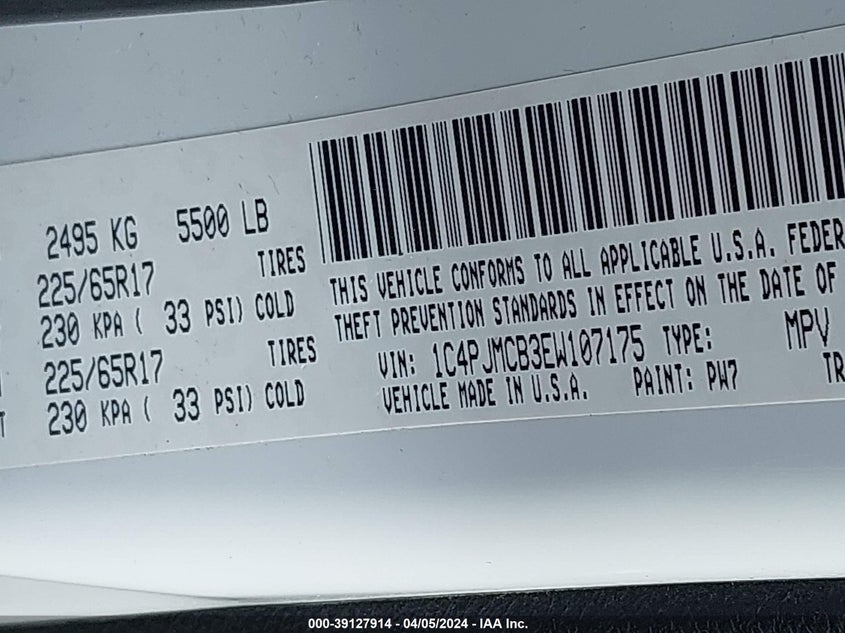 2495 KG 5500 LB
225/65R17 TIRES
230 KPA ( 33 PSI) COLD
225/65R17 TIRES
230 KPA ( 33 PSI) COLD
THIS VEHICLE CONFORMS TO ALL APPLICABLE U.S.A. FEDER
THEFT PREVENTION STANDARDS IN EFFECT ON THE DATE OF
VIN: 1C4PJMCB3EW107175 TYPE: MPV
VEHICLE MADE IN U.S.A. PAINT: PW7 TR
000-39127914 - 04/05/2024 - IAA Inc.